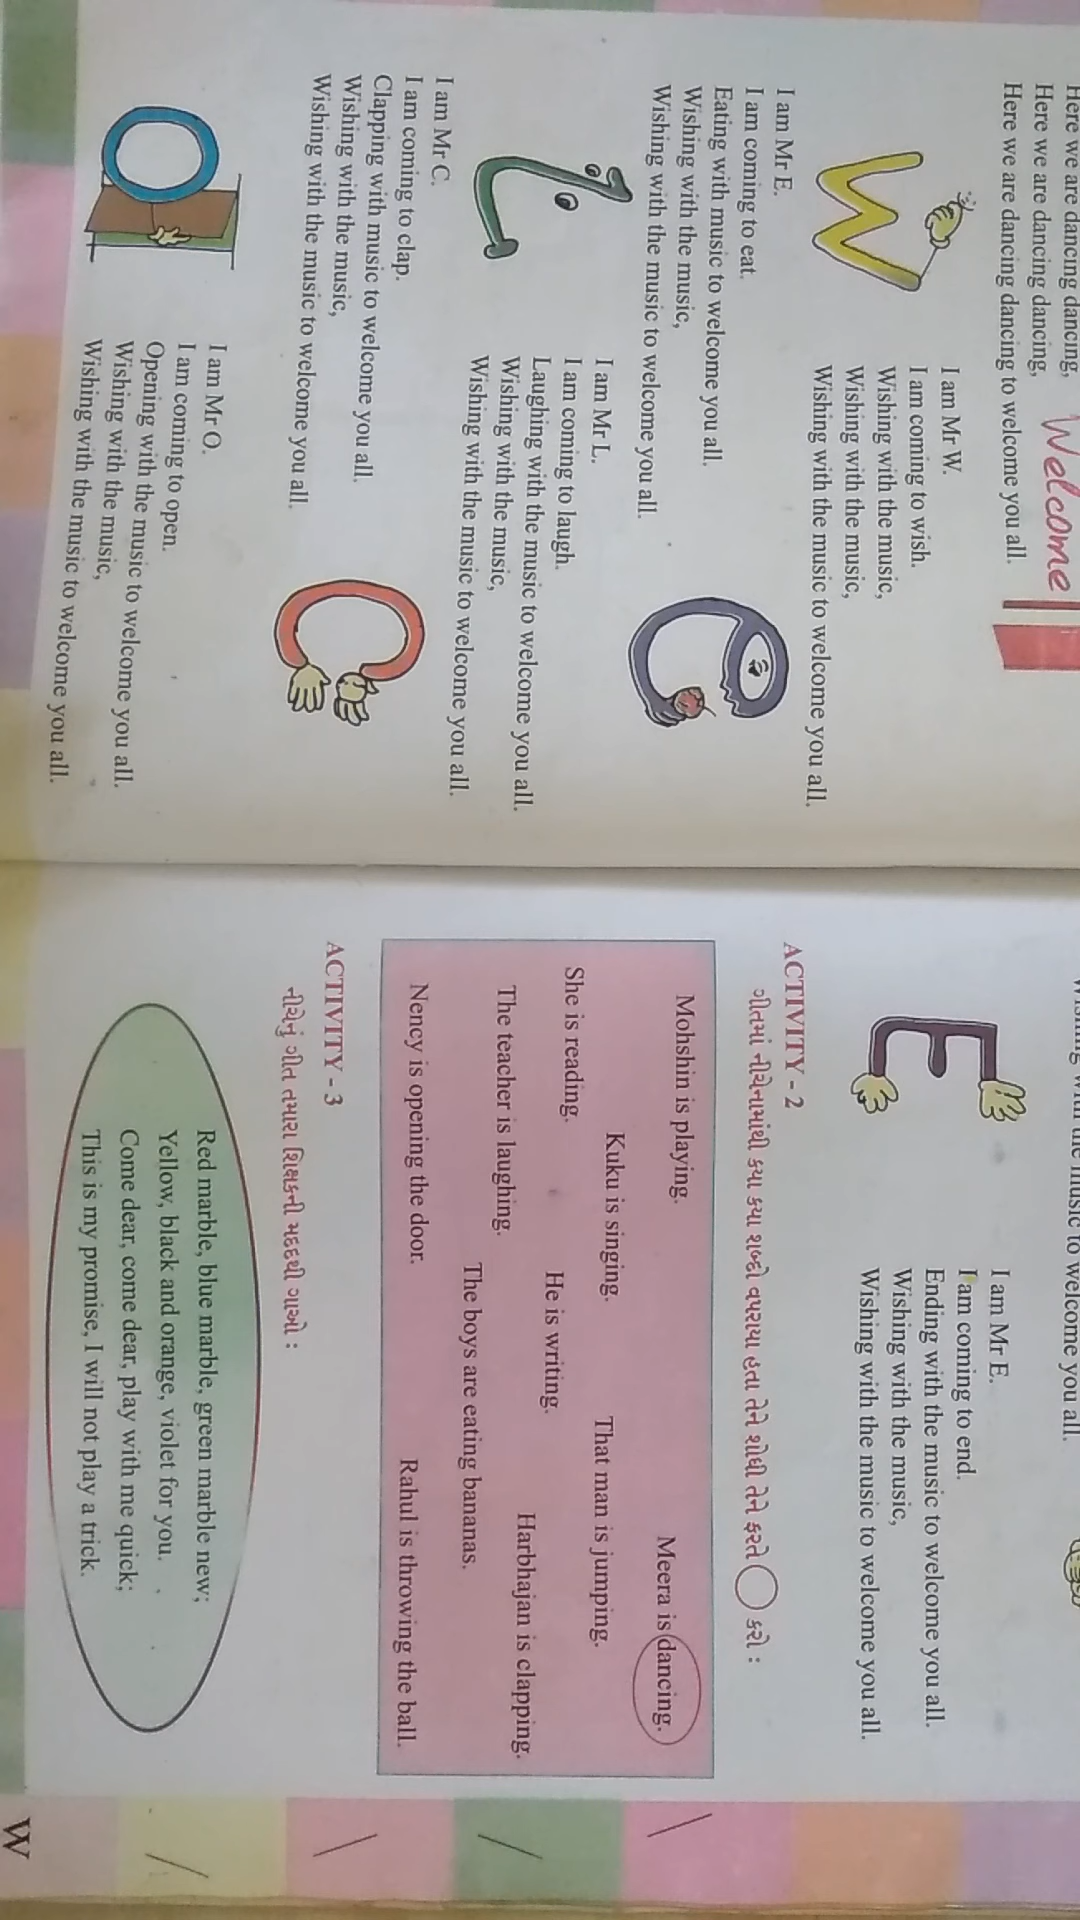 Here we are dancing dancing,
Here we are dancing dancing,
Here we are dancing dancing to welcome you all.
Welcome
I am Mr W.
I am coming to wish.
Wishing with the music,
Wishing with the music,
Wishing with the music to welcome you all.
I am Mr E.
I am coming to eat.
Eating with music to welcome you all.
Wishing with the music,
Wishing with the music to welcome you all.
I am Mr L.
I am coming to laugh.
Laughing with the music to welcome you all.
Wishing with the music,
Wishing with the music to welcome you all.
I am Mr C.
I am coming to clap.
Clapping with music to welcome you all.
Wishing with the music,
Wishing with the music to welcome you all.
I am Mr O.
I am coming to open.
Opening with the music to welcome you all.
Wishing with the music,
Wishing with the music to welcome you all.
Wishing with the music to welcome you all.
I am Mr E.
I am coming to end.
Ending with the music to welcome you all.
Wishing with the music,
Wishing with the music to welcome you all.
ACTIVITY - 2
ગીતમાં નીચેનામાંથી કયા કયા શબ્દો વપરાયા હતા તેને શોધી તેને ફરતે ◯ કરો :
Mohshin is playing.
Meera is dancing.
Kuku is singing.
That man is jumping.
She is reading.
He is writing.
Harbhajan is clapping.
The teacher is laughing.
The boys are eating bananas.
Nency is opening the door.
Rahul is throwing the ball.
ACTIVITY - 3
નીચેનું ગીત તમારા શિક્ષકની મદદથી ગાઓ :
Red marble, blue marble, green marble new;
Yellow, black and orange, violet for you.
Come dear, come dear, play with me quick;
This is my promise, I will not play a trick.
W